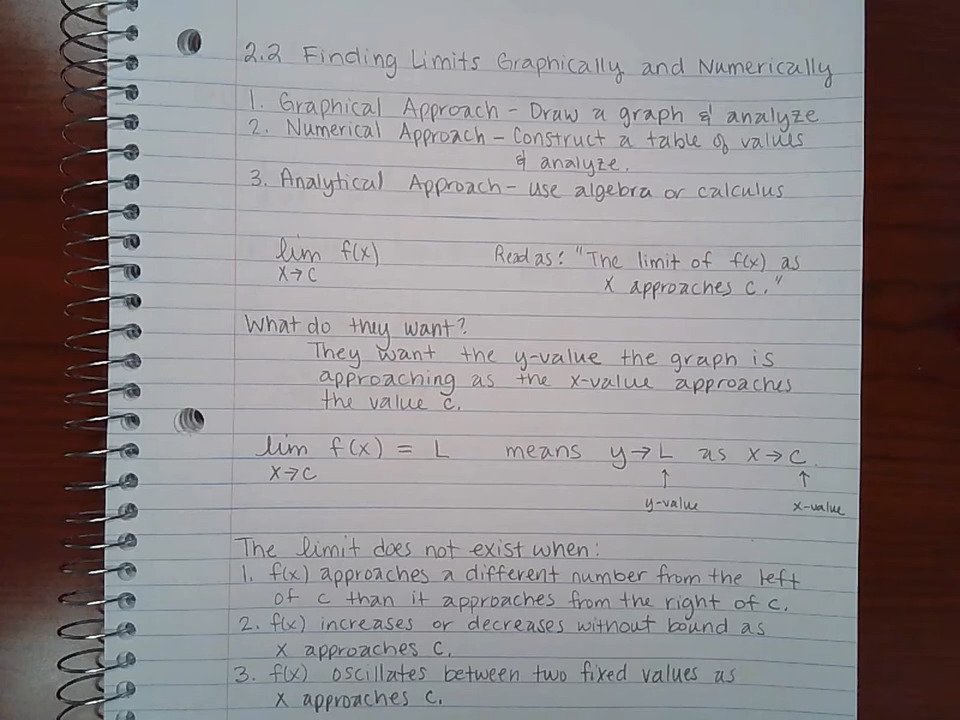 2.2 Finding Limits Graphically and Numerically
1. Graphical Approach - Draw a graph & analyze
2. Numerical Approach - Construct a table of values
& analyze.
3. Analytical Approach - use algebra or calculus
lim f(x) Read as: "The limit of f(x) as
x→c x approaches c."
What do they want?
They want the y-value the graph is
approaching as the x-value approaches
the value c.
lim f(x) = L means y→L as x→c.
x→c ↑ ↑
y-value x-value
The limit does not exist when:
1. f(x) approaches a different number from the left
of c than it approaches from the right of c.
2. f(x) increases or decreases without bound as
x approaches c.
3. f(x) oscillates between two fixed values as
x approaches c.